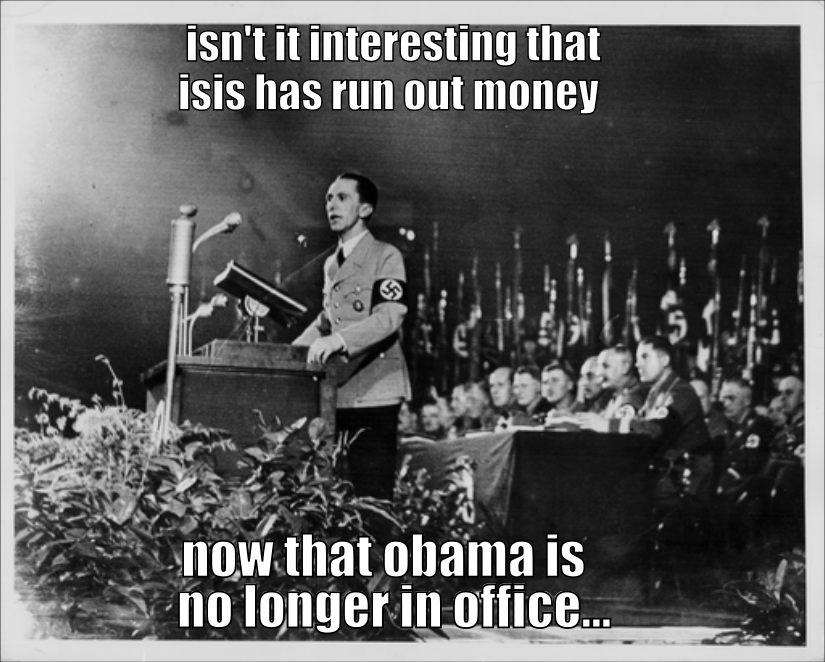 isn't it interesting that
isis has run out money
now that obama is
no longer in office...